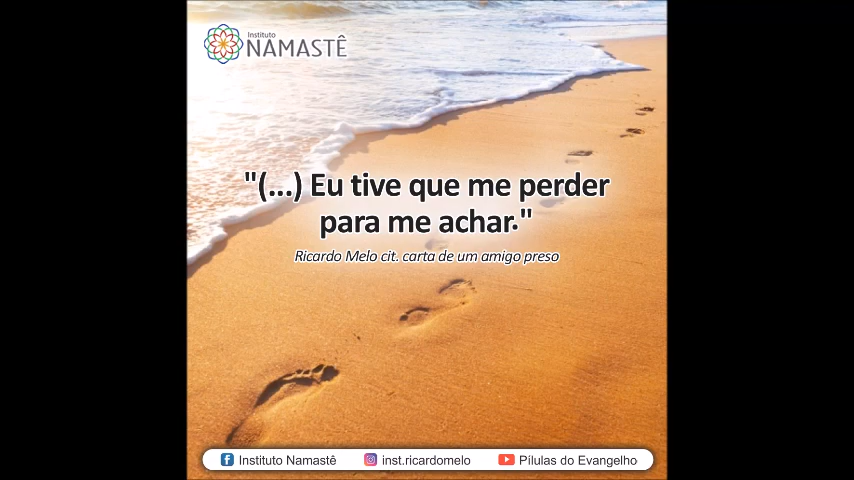 Instituto
NAMASTÊ
"(...) Eu tive que me perder
para me achar."
Ricardo Melo cit. carta de um amigo preso
Instituto Namastê inst.ricardomelo Pílulas do Evangelho